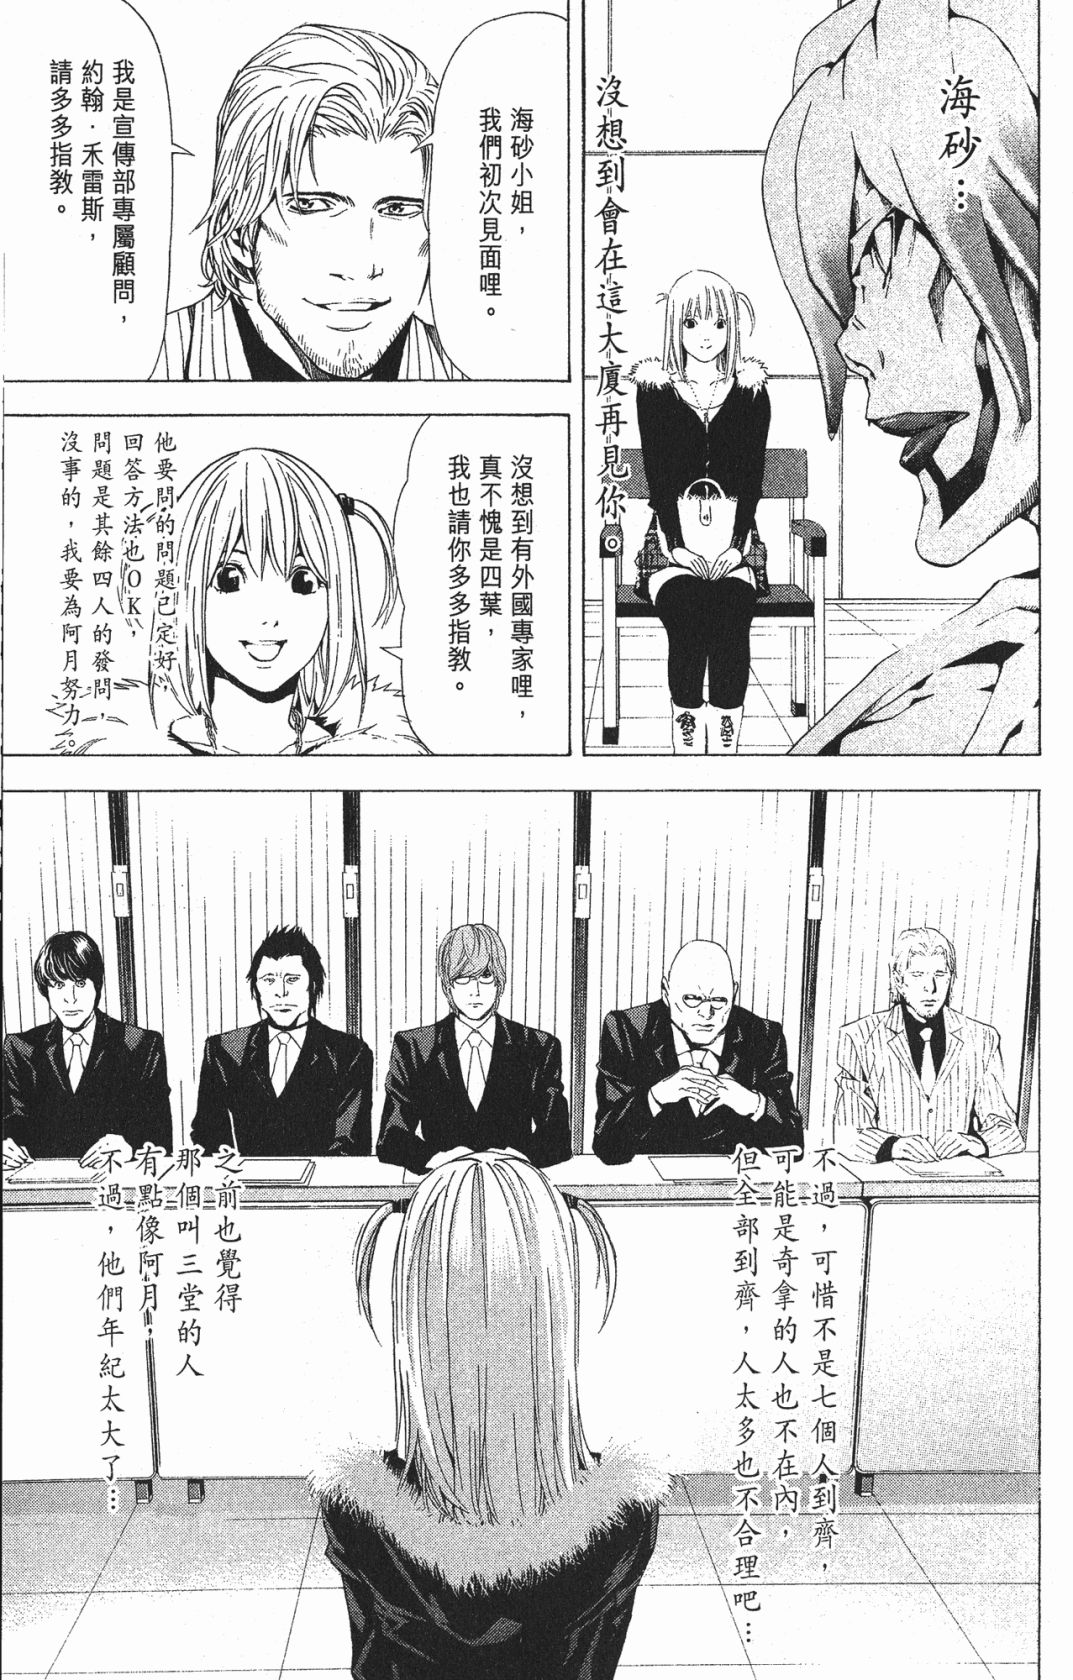 海砂…
沒想到會在這大廈再見你。
海砂小姐，
我們初次見面哩。
我是宣傳部專屬顧問，
約翰．禾雷斯，
請多多指教。
沒想到有外國專家哩，
真不愧是四葉，
我也請你多多指教。
他要問的問題已定好，
回答方法也OK，
問題是其餘四人的發問，
沒事的，我要為阿月努力。
不過，可惜不是七個人到齊，
可能是奇拿的人也不在內，
但全部到齊，人太多也不合理吧…
之前也覺得
那個叫三堂的人
有點像阿月，
不過，他們年紀太大了…